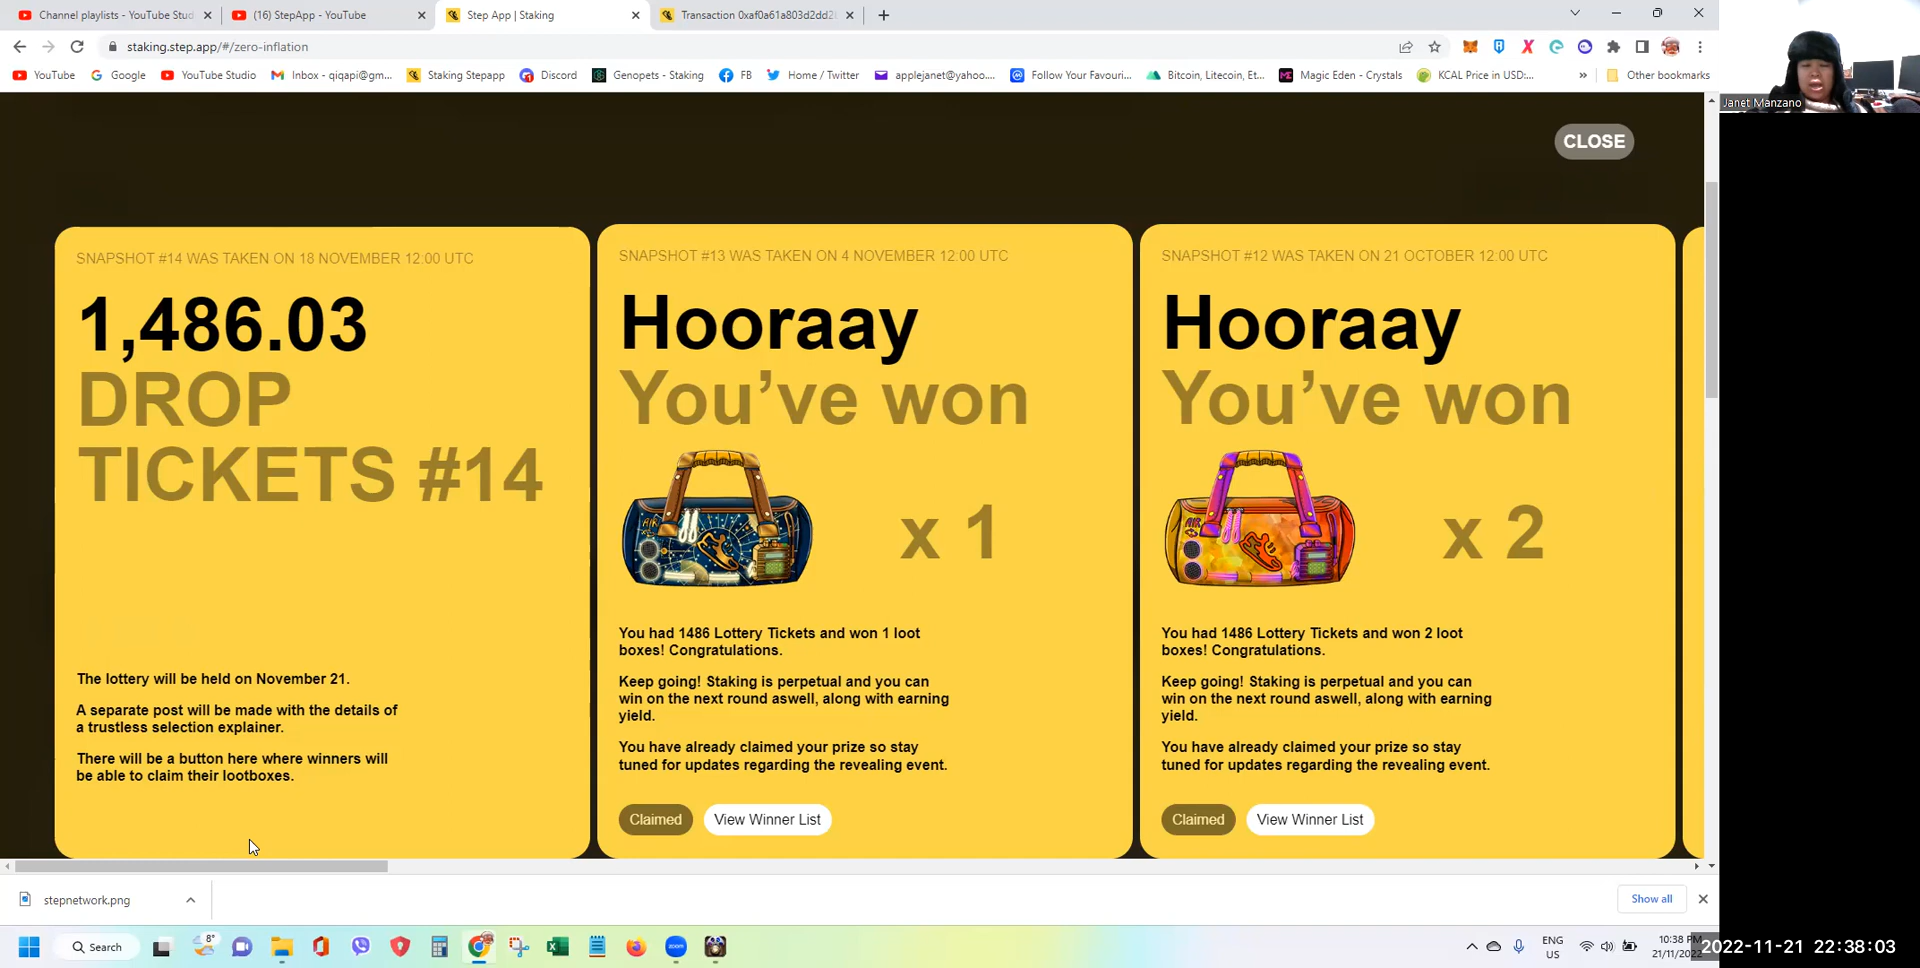 Channel playlists - YouTube Stud
(16) StepApp - YouTube
Step App | Staking
Transaction 0xaf0a61a803d2dd2
staking.step.app/#/zero-inflation
YouTube
Google
YouTube Studio
Inbox - qiqapi@gm...
Staking Stepapp
Discord
Genopets - Staking
FB
Home / Twitter
applejanet@yahoo....
Follow Your Favouri...
Bitcoin, Litecoin, Et...
Magic Eden - Crystals
KCAL Price in USD:...
»
Other bookmarks
Janet Manzano
CLOSE
SNAPSHOT #14 WAS TAKEN ON 18 NOVEMBER 12:00 UTC
1,486.03
DROP
TICKETS #14
The lottery will be held on November 21.
A separate post will be made with the details of
a trustless selection explainer.
There will be a button here where winners will
be able to claim their lootboxes.
SNAPSHOT #13 WAS TAKEN ON 4 NOVEMBER 12:00 UTC
Hooraay
You’ve won
x 1
You had 1486 Lottery Tickets and won 1 loot
boxes! Congratulations.
Keep going! Staking is perpetual and you can
win on the next round aswell, along with earning
yield.
You have already claimed your prize so stay
tuned for updates regarding the revealing event.
Claimed
View Winner List
SNAPSHOT #12 WAS TAKEN ON 21 OCTOBER 12:00 UTC
Hooraay
You’ve won
x 2
You had 1486 Lottery Tickets and won 2 loot
boxes! Congratulations.
Keep going! Staking is perpetual and you can
win on the next round aswell, along with earning
yield.
You have already claimed your prize so stay
tuned for updates regarding the revealing event.
Claimed
View Winner List
stepnetwork.png
Show all
Search
8°
ENG
US
10:38 PM
21/11/2022
2022-11-21 22:38:03